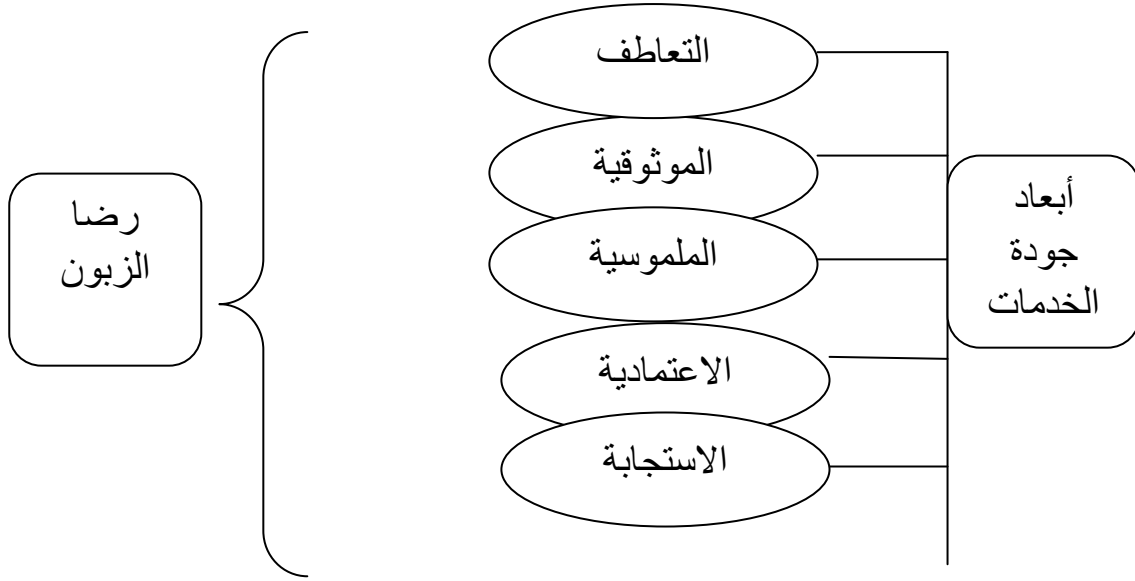 أبعاد
جودة
الخدمات
التعاطف
الموثوقية
الملموسية
الاعتمادية
الاستجابة
رضا
الزبون